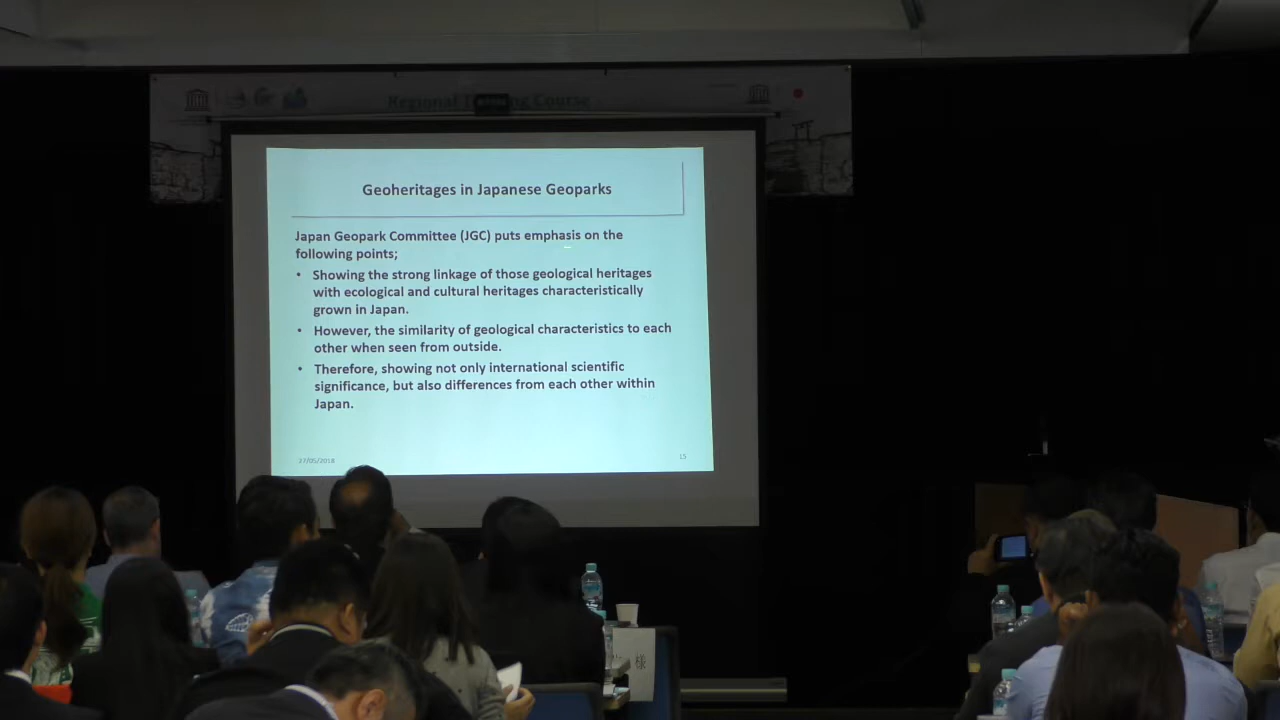 Regional Course
Geoheritages in Japanese Geoparks
Japan Geopark Committee (JGC) puts emphasis on the
following points;
• Showing the strong linkage of those geological heritages
with ecological and cultural heritages characteristically
grown in Japan.
• However, the similarity of geological characteristics to each
other when seen from outside.
• Therefore, showing not only international scientific
significance, but also differences from each other within
Japan.
27/05/2018
15
様